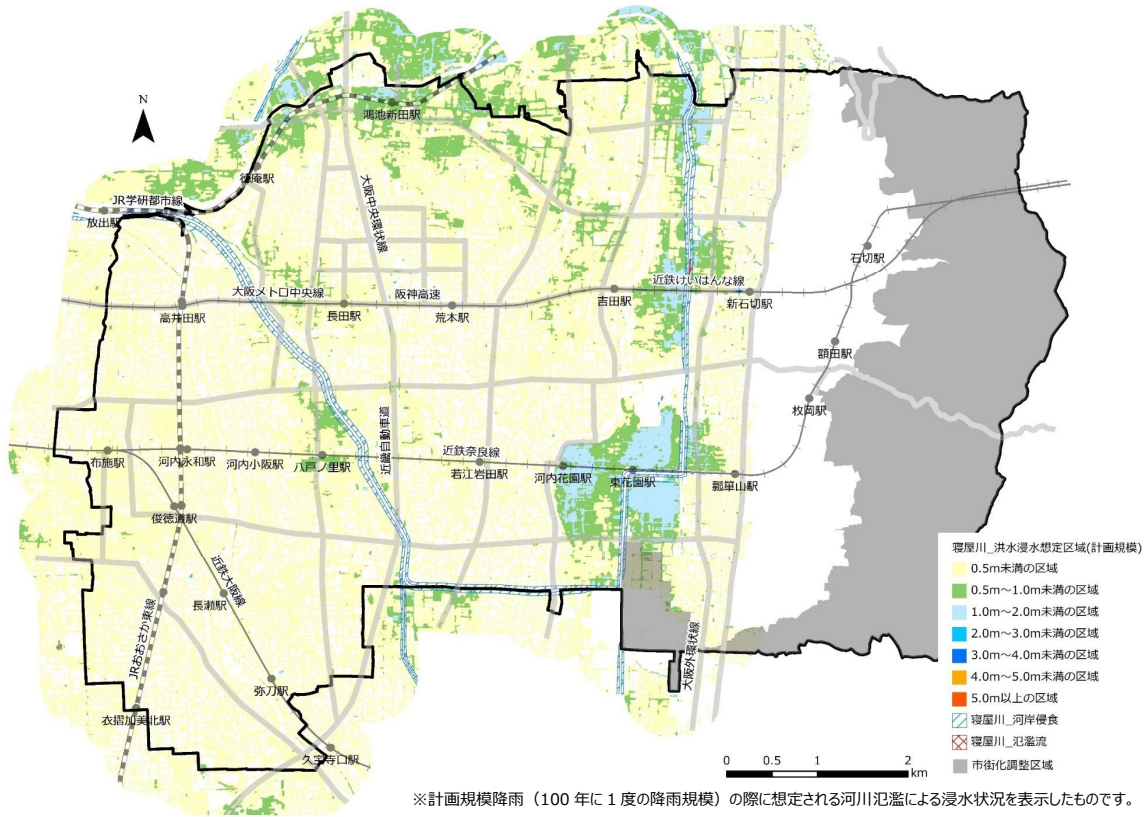 N
鴻池新田駅
徳庵駅
JR学研都市線
放出駅
大阪中央環状線
石切駅
大阪メトロ中央線
阪神高速
近鉄けいはんな線
高井田駅
長田駅
荒本駅
吉田駅
新石切駅
額田駅
枚岡駅
近畿自動車道
近鉄奈良線
布施駅
河内永和駅
河内小阪駅
八戸ノ里駅
若江岩田駅
河内花園駅
東花園駅
瓢箪山駅
俊徳道駅
近鉄大阪線
長瀬駅
JRおおさか東線
大阪外環状線
弥刀駅
衣摺加美北駅
久宝寺口駅
寝屋川_洪水浸水想定区域(計画規模)
0.5m未満の区域
0.5m～1.0m未満の区域
1.0m～2.0m未満の区域
2.0m～3.0m未満の区域
3.0m～4.0m未満の区域
4.0m～5.0m未満の区域
5.0m以上の区域
寝屋川_河岸侵食
寝屋川_氾濫流
市街化調整区域
0 0.5 1 2
km
※計画規模降雨（100 年に 1 度の降雨規模）の際に想定される河川氾濫による浸水状況を表示したものです。